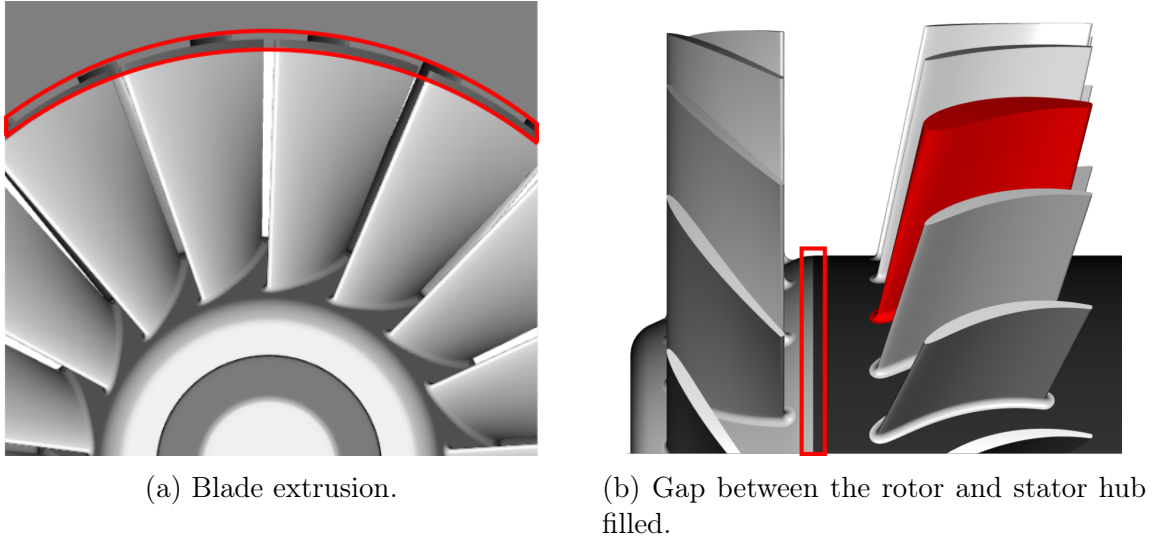 (a) Blade extrusion.
(b) Gap between the rotor and stator hub
filled.